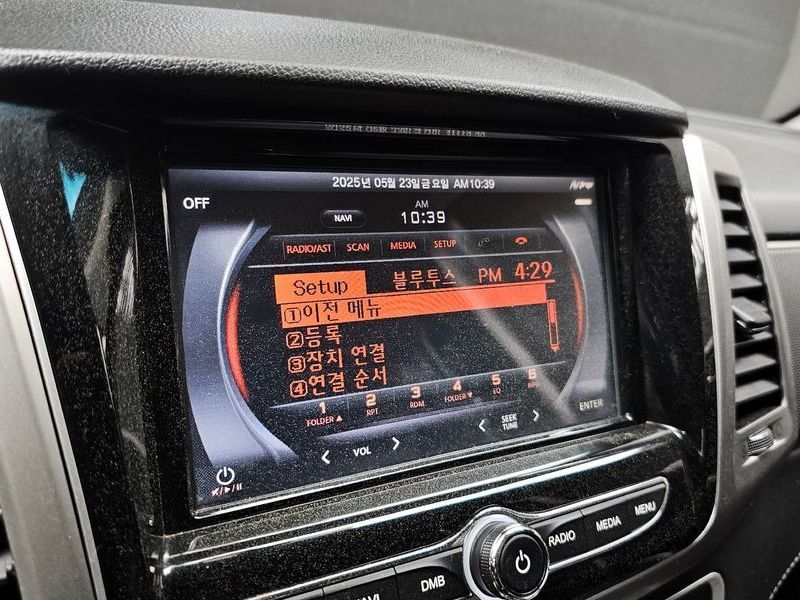 2025년 05월 23일금요일 AM10:39
OFF
AM
NAVI 10:39
RADIO/AST SCAN MEDIA SETUP
Setup 블루투스 PM 4:29
①이전 메뉴
②등록
③장치 연결
④연결 순서
1 2 3 4 5 6
FOLDER▲ RPT RDM FOLDER▼ EQ INFO
< VOL > < SEEK TUNE > ENTER
RADIO MEDIA MENU
NAVI DMB